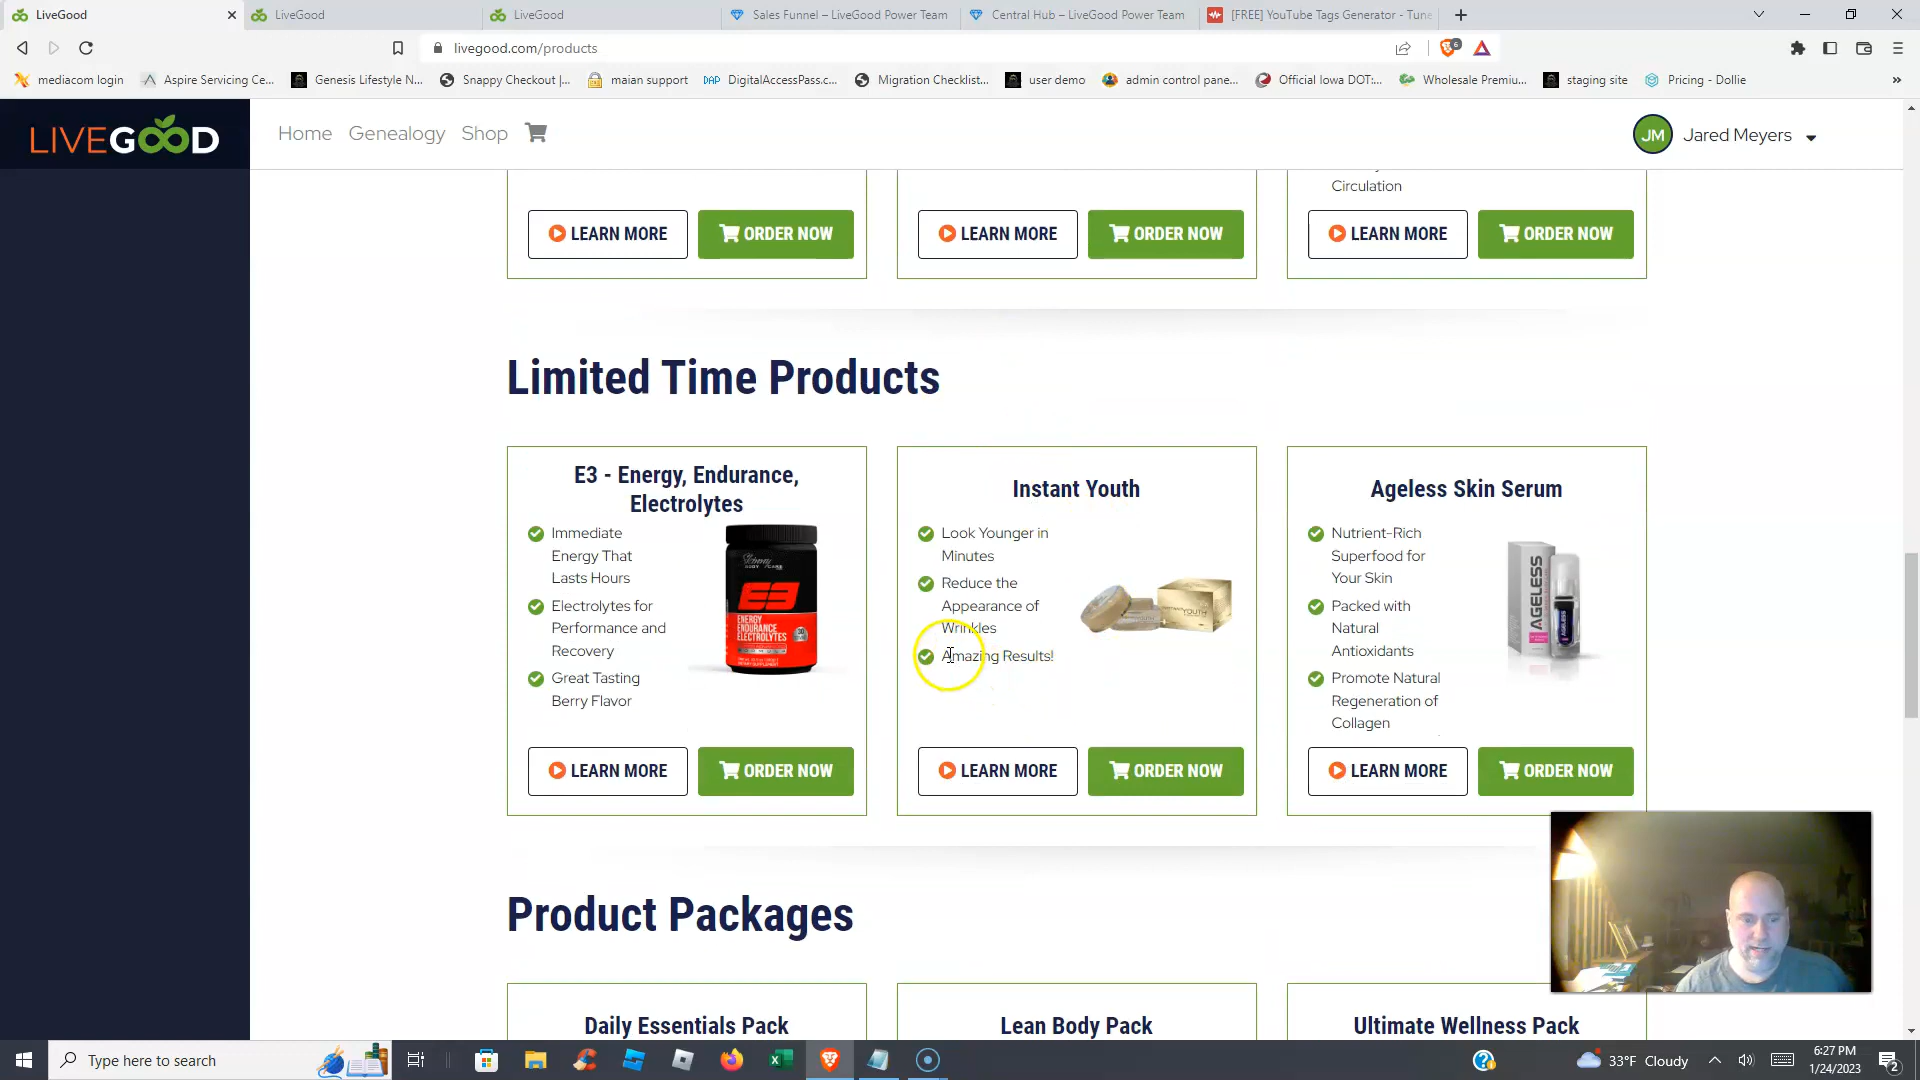 LiveGood
LiveGood
LiveGood
Sales Funnel – LiveGood Power Team
Central Hub – LiveGood Power Team
[FREE] YouTube Tags Generator - Tune
livegood.com/products
6
mediacom login
Aspire Servicing Ce...
Genesis Lifestyle N...
Snappy Checkout |...
maian support
DAP DigitalAccessPass.c...
Migration Checklist...
user demo
admin control pane...
Official Iowa DOT:...
Wholesale Premiu...
staging site
Pricing - Dollie
LIVEGOOD
Home
Genealogy
Shop
JM
Jared Meyers
Circulation
LEARN MORE
ORDER NOW
LEARN MORE
ORDER NOW
LEARN MORE
ORDER NOW
Limited Time Products
E3 - Energy, Endurance,
Electrolytes
Immediate
Energy That
Lasts Hours
Electrolytes for
Performance and
Recovery
Great Tasting
Berry Flavor
E3
ENERGY
ENDURANCE
ELECTROLYTES
LEARN MORE
ORDER NOW
Instant Youth
Look Younger in
Minutes
Reduce the
Appearance of
Wrinkles
Amazing Results!
LEARN MORE
ORDER NOW
Ageless Skin Serum
Nutrient-Rich
Superfood for
Your Skin
Packed with
Natural
Antioxidants
Promote Natural
Regeneration of
Collagen
AGELESS
LEARN MORE
ORDER NOW
Product Packages
Daily Essentials Pack
Lean Body Pack
Ultimate Wellness Pack
Type here to search
33°F Cloudy
6:27 PM
1/24/2023
2